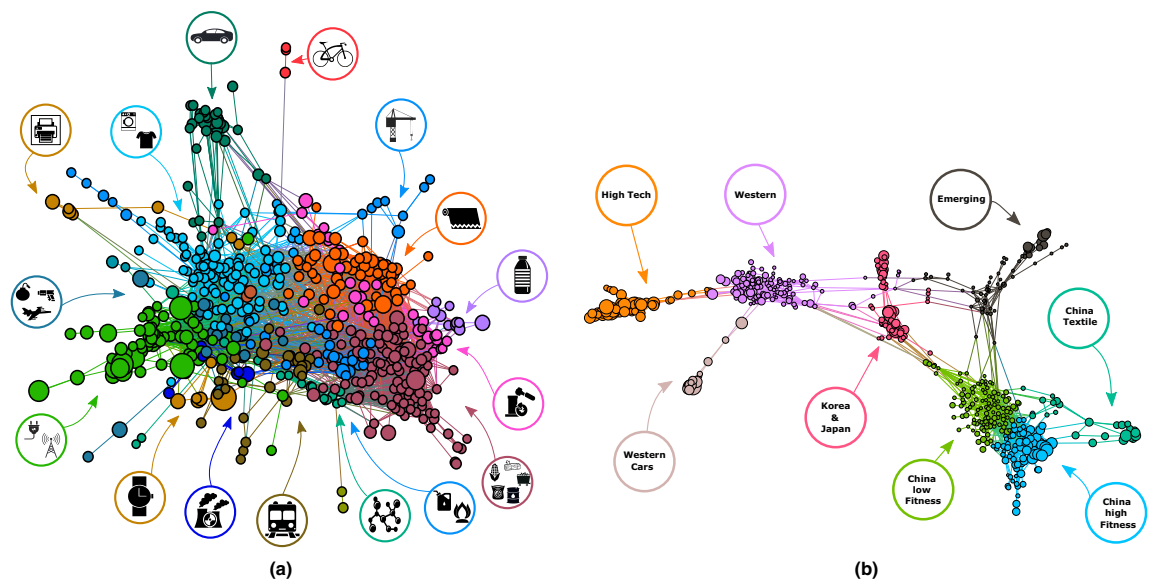 High Tech
Western
Emerging
China
Textile
Korea
&
Japan
Western
Cars
China
low
Fitness
China
high
Fitness
(a)
(b)